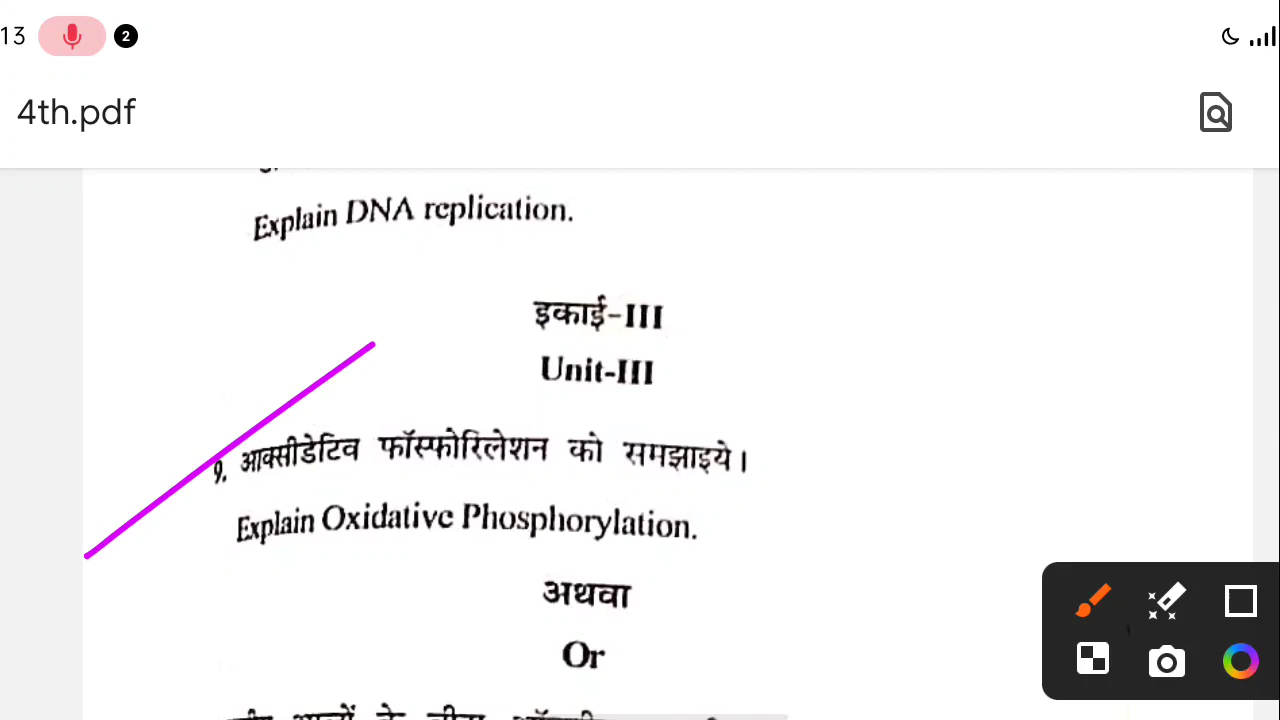 13
2
4th.pdf
Explain DNA replication.
इकाई-III
Unit-III
9. आक्सीडेटिव फॉस्फोरिलेशन को समझाइये।
Explain Oxidative Phosphorylation.
अथवा
Or